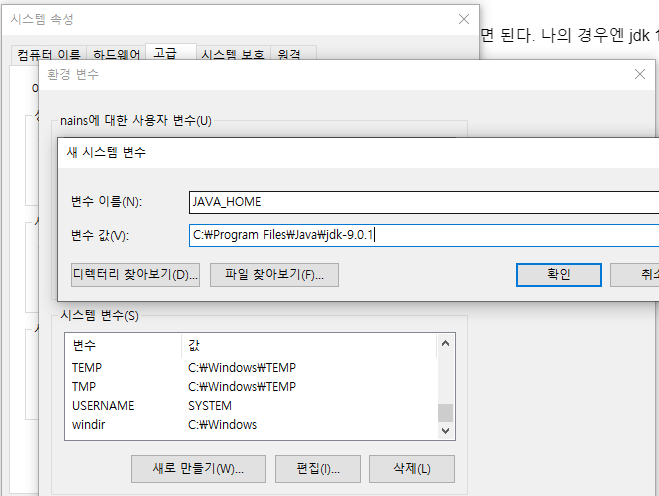 시스템 속성
면 된다. 나의 경우엔 jdk 1
컴퓨터 이름 하드웨어 고급 시스템 보호 원격
환경 변수
nains에 대한 사용자 변수(U)
새 시스템 변수
변수 이름(N): JAVA_HOME
변수 값(V): C:₩Program Files₩Java₩jdk-9.0.1
디렉터리 찾아보기(D)... 파일 찾아보기(F)... 확인 취소
시스템 변수(S)
변수 값
TEMP C:₩Windows₩TEMP
TMP C:₩Windows₩TEMP
USERNAME SYSTEM
windir C:₩Windows
새로 만들기(W)... 편집(I)... 삭제(L)